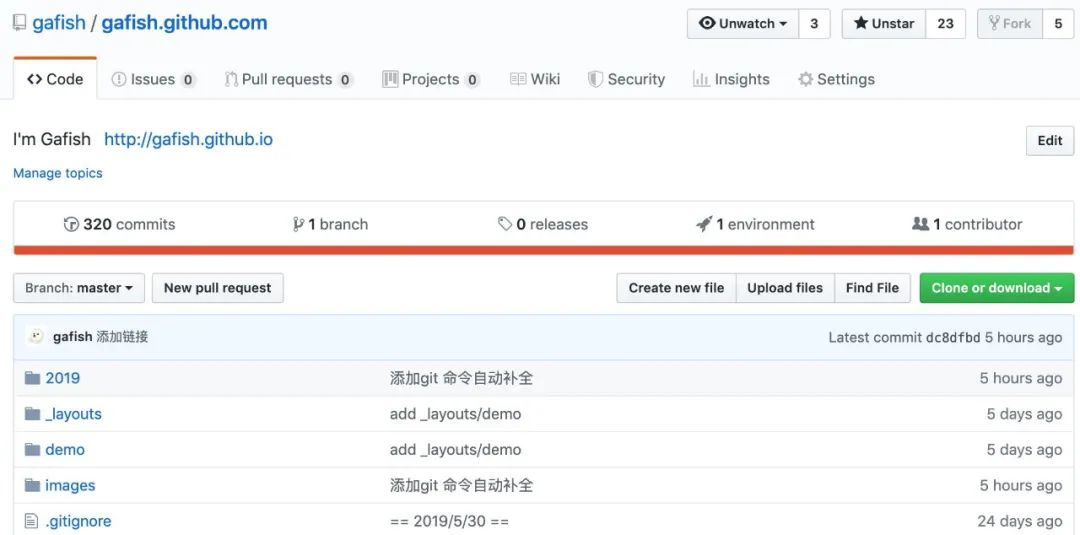 gafish / gafish.github.com Unwatch 3 Unstar 23 Fork 5
Code Issues 0 Pull requests 0 Projects 0 Wiki Security Insights Settings
I'm Gafish http://gafish.github.io Edit
Manage topics
320 commits 1 branch 0 releases 1 environment 1 contributor
Branch: master New pull request Create new file Upload files Find File Clone or download
gafish 添加链接 Latest commit dc8dfbd 5 hours ago
2019 添加git 命令自动补全 5 hours ago
_layouts add _layouts/demo 5 days ago
demo add _layouts/demo 5 days ago
images 添加git 命令自动补全 5 hours ago
.gitignore == 2019/5/30 == 24 days ago